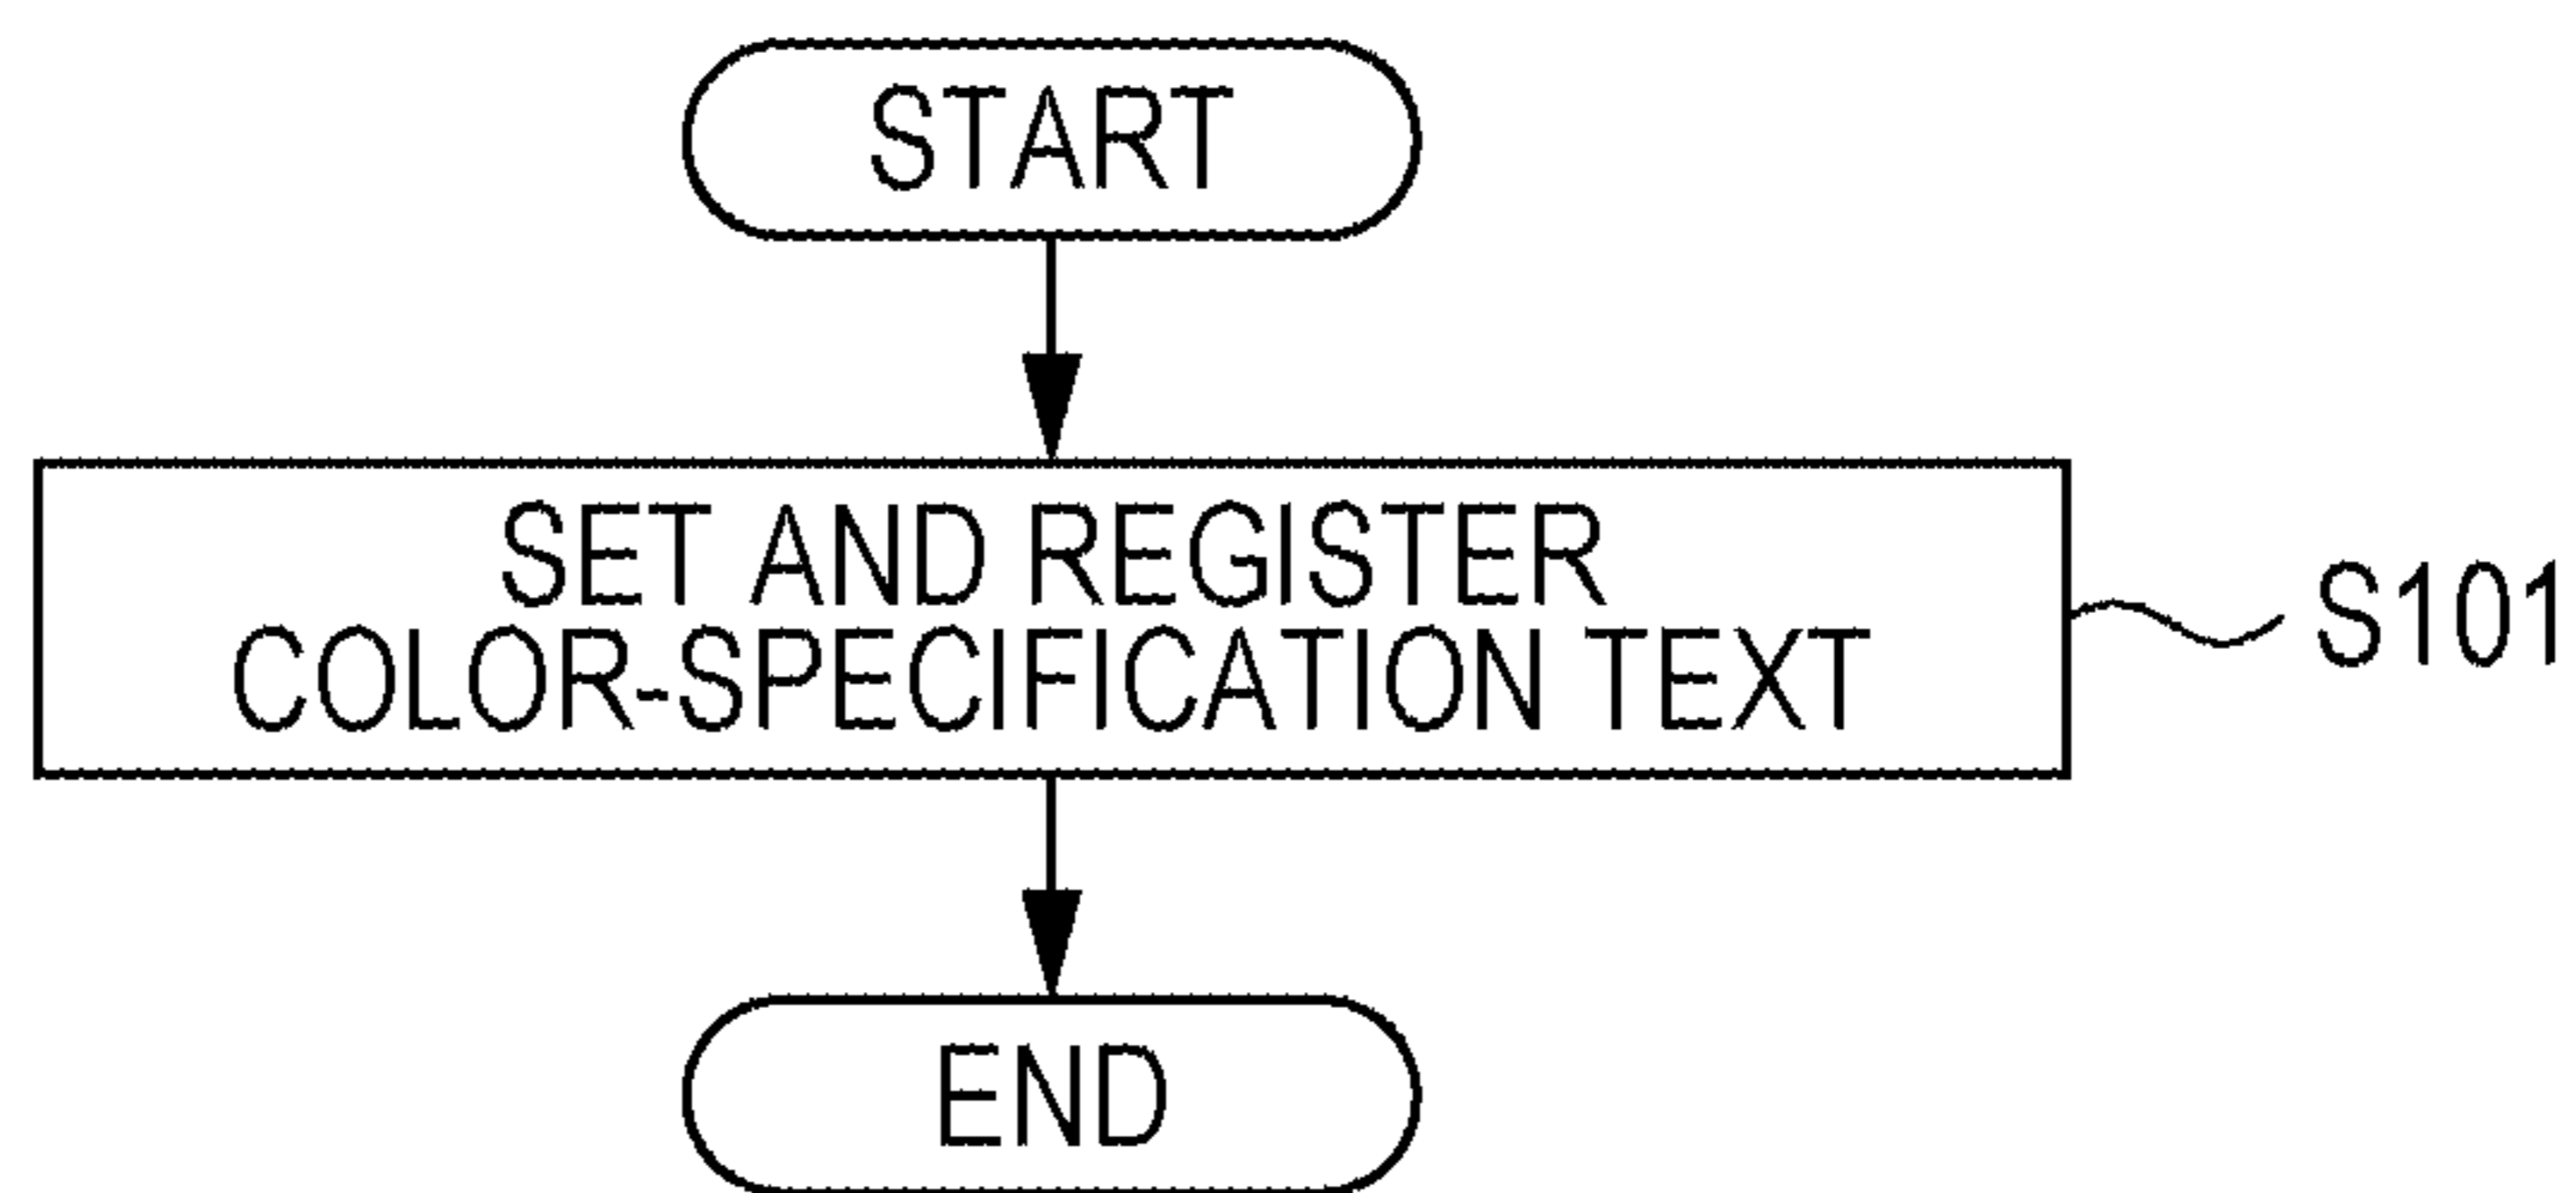 START
SET AND REGISTER
COLOR-SPECIFICATION TEXT
S101
END